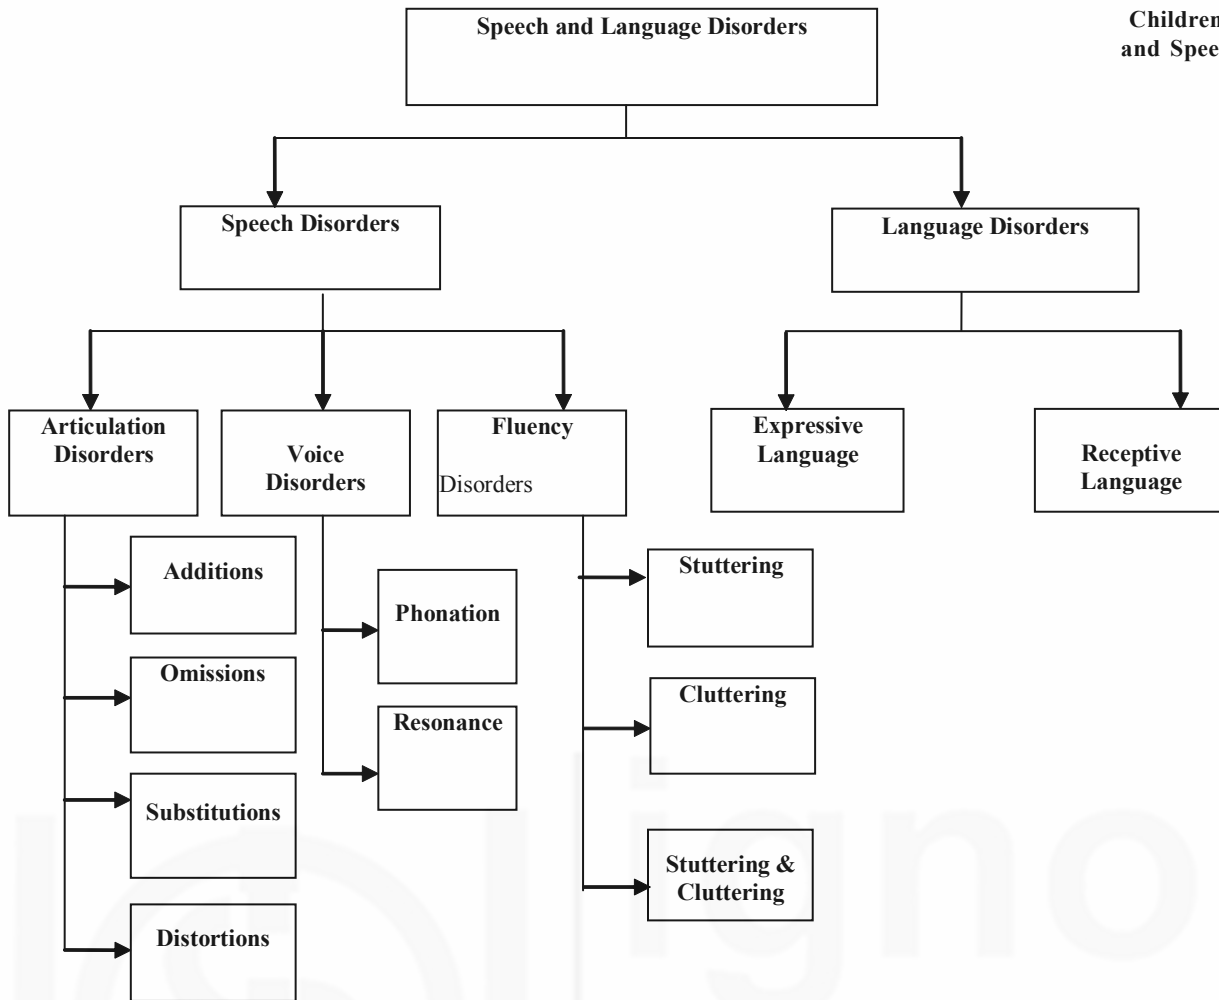 Speech and Language Disorders
Children
and Spee
Speech Disorders
Language Disorders
Articulation
Disorders
Voice
Disorders
Fluency
Disorders
Expressive
Language
Receptive
Language
Additions
Omissions
Substitutions
Distortions
Phonation
Resonance
Stuttering
Cluttering
Stuttering &
Cluttering
igno